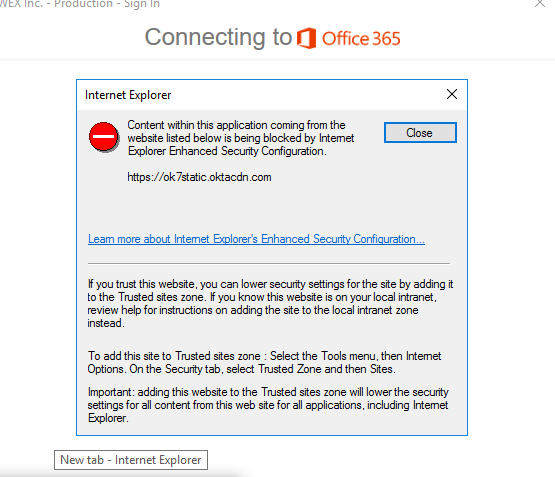 WEX Inc. - Production - Sign In
Connecting to Office 365
Internet Explorer
Content within this application coming from the
website listed below is being blocked by Internet
Explorer Enhanced Security Configuration.
Close
https://ok7static.oktacdn.com
Learn more about Internet Explorer's Enhanced Security Configuration...
If you trust this website, you can lower security settings for the site by adding it
to the Trusted sites zone. If you know this website is on your local intranet,
review help for instructions on adding the site to the local intranet zone
instead.
To add this site to Trusted sites zone : Select the Tools menu, then Internet
Options. On the Security tab, select Trusted Zone and then Sites.
Important: adding this website to the Trusted sites zone will lower the security
settings for all content from this web site for all applications, including Internet
Explorer.
New tab - Internet Explorer